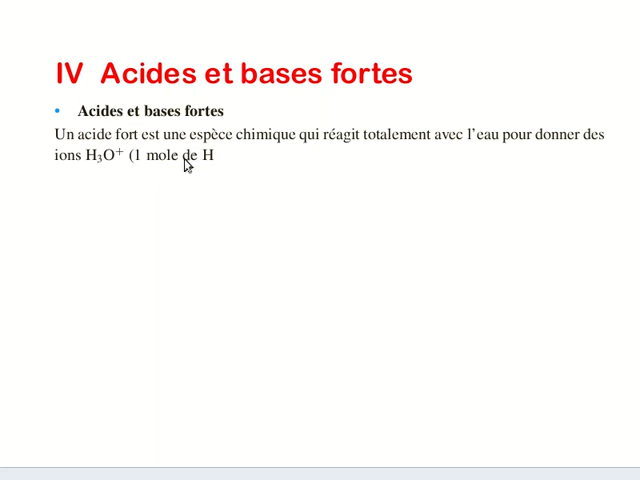 IV Acides et bases fortes
• Acides et bases fortes
Un acide fort est une espèce chimique qui réagit totalement avec l'eau pour donner des
ions H₃O⁺ (1 mole de H